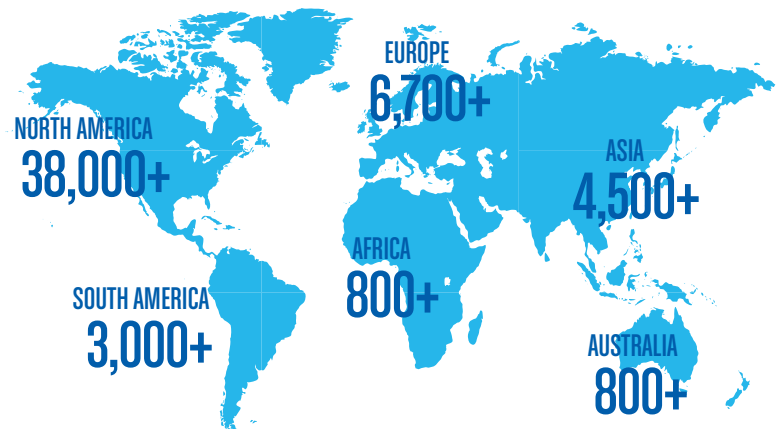 EUROPE
6,700+
NORTH AMERICA
38,000+
ASIA
4,500+
AFRICA
800+
SOUTH AMERICA
3,000+
AUSTRALIA
800+